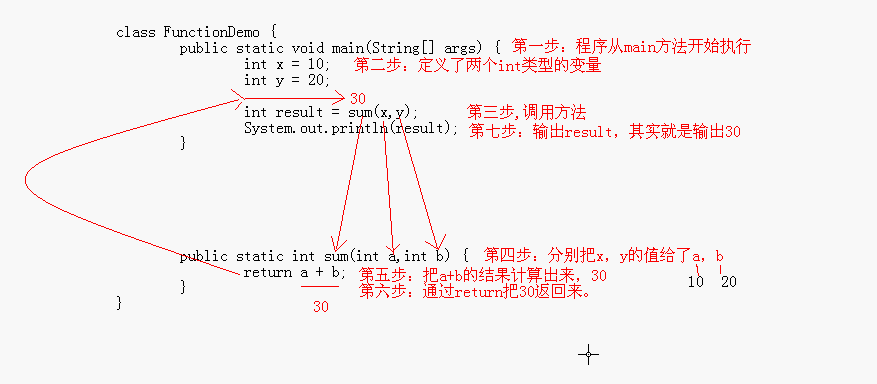 class FunctionDemo {
public static void main(String[] args) { 第一步：程序从main方法开始执行
int x = 10; 第二步：定义了两个int类型的变量
int y = 20;
30
int result = sum(x,y); 第三步,调用方法
System.out.println(result); 第七步：输出result，其实就是输出30
}
public static int sum(int a,int b) { 第四步：分别把x，y的值给了a，b
return a + b; 第五步：把a+b的结果计算出来，30
10 20
} 第六步：通过return把30返回来。
30
}